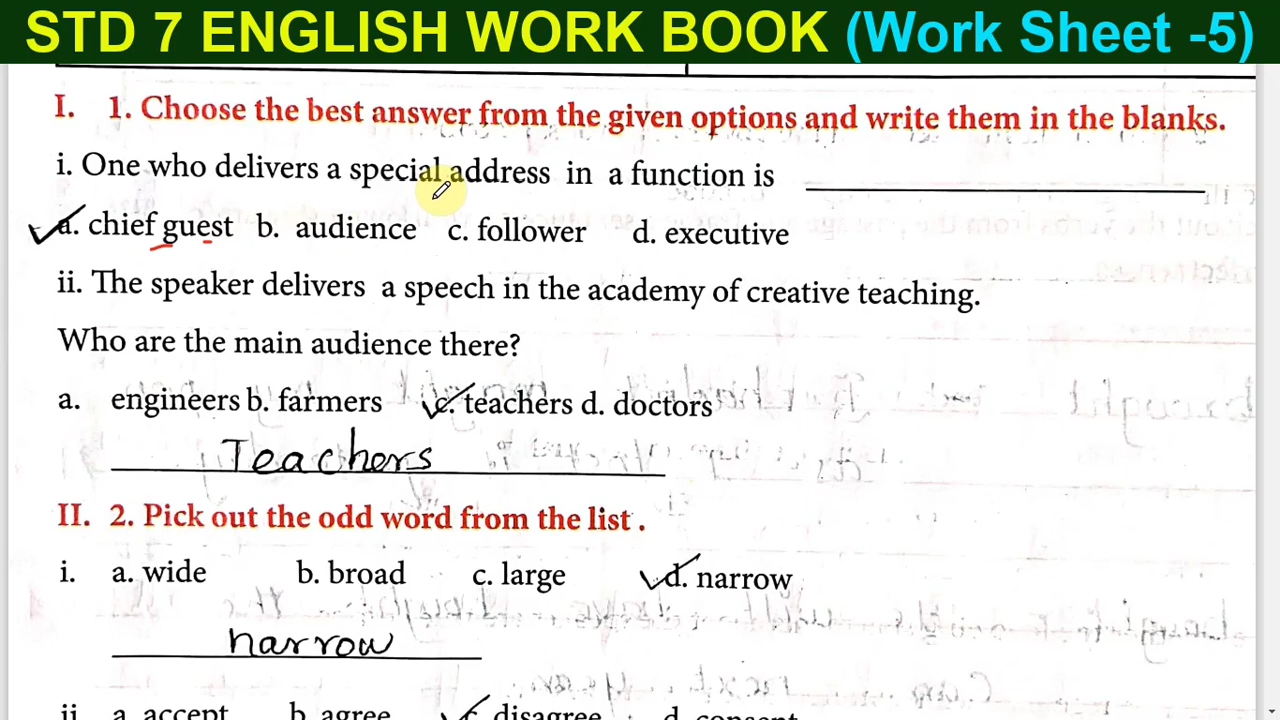 STD 7 ENGLISH WORK BOOK (Work Sheet -5)
I. 1. Choose the best answer from the given options and write them in the blanks.
i. One who delivers a special address in a function is
a. chief guest b. audience c. follower d. executive
ii. The speaker delivers a speech in the academy of creative teaching.
Who are the main audience there?
a. engineers b. farmers c. teachers d. doctors
Teachers
II. 2. Pick out the odd word from the list .
i. a. wide b. broad c. large d. narrow
narrow
ii a. accept b. agree c. disagree d. consent